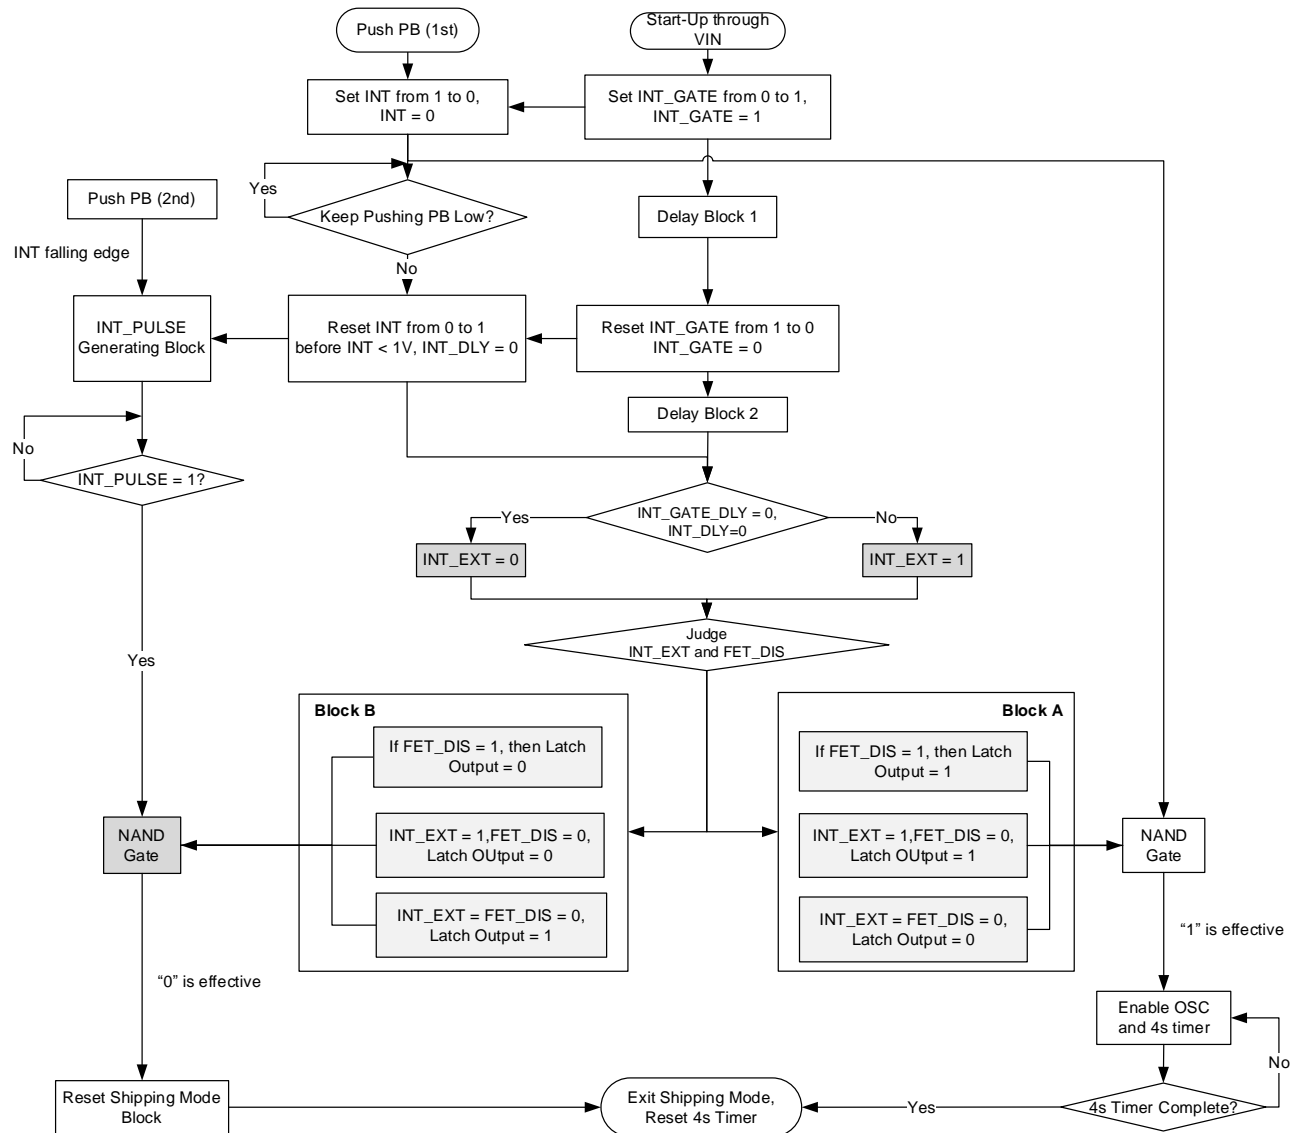 Push PB (1st)
Start-Up through
VIN
Set INT from 1 to 0,
INT = 0
Set INT_GATE from 0 to 1,
INT_GATE = 1
Yes
Push PB (2nd)
Keep Pushing PB Low?
Delay Block 1
INT falling edge
No
INT_PULSE
Generating Block
Reset INT from 0 to 1
before INT < 1V, INT_DLY = 0
Reset INT_GATE from 1 to 0
INT_GATE = 0
Delay Block 2
No
INT_PULSE = 1?
INT_GATE_DLY = 0,
INT_DLY=0
Yes
No
INT_EXT = 0
INT_EXT = 1
Judge
INT_EXT and FET_DIS
Yes
Block B
If FET_DIS = 1, then Latch
Output = 0
INT_EXT = 1,FET_DIS = 0,
Latch OUtput = 0
INT_EXT = FET_DIS = 0,
Latch Output = 1
Block A
If FET_DIS = 1, then Latch
Output = 1
INT_EXT = 1,FET_DIS = 0,
Latch OUtput = 1
INT_EXT = FET_DIS = 0,
Latch Output = 0
NAND
Gate
NAND
Gate
"0" is effective
"1" is effective
Enable OSC
and 4s timer
No
Reset Shipping Mode
Block
Exit Shipping Mode,
Reset 4s Timer
Yes
4s Timer Complete?